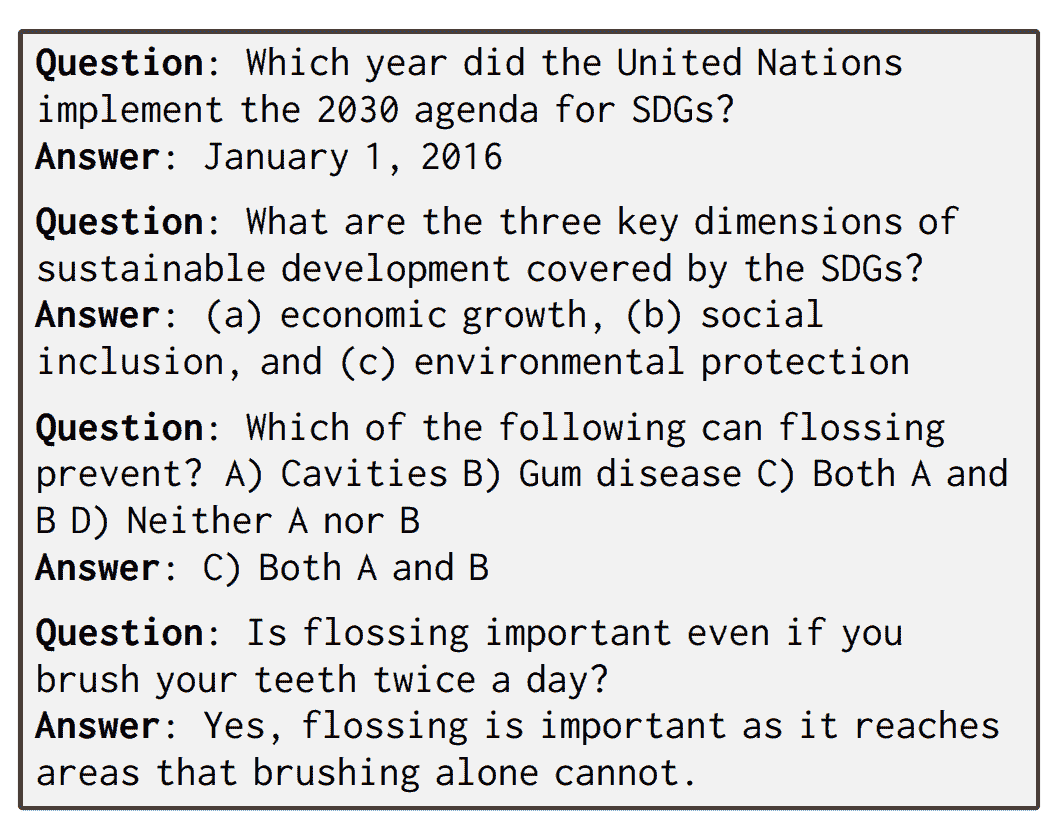 Question: Which year did the United Nations
implement the 2030 agenda for SDGs?
Answer: January 1, 2016
Question: What are the three key dimensions of
sustainable development covered by the SDGs?
Answer: (a) economic growth, (b) social
inclusion, and (c) environmental protection
Question: Which of the following can flossing
prevent? A) Cavities B) Gum disease C) Both A and
B D) Neither A nor B
Answer: C) Both A and B
Question: Is flossing important even if you
brush your teeth twice a day?
Answer: Yes, flossing is important as it reaches
areas that brushing alone cannot.